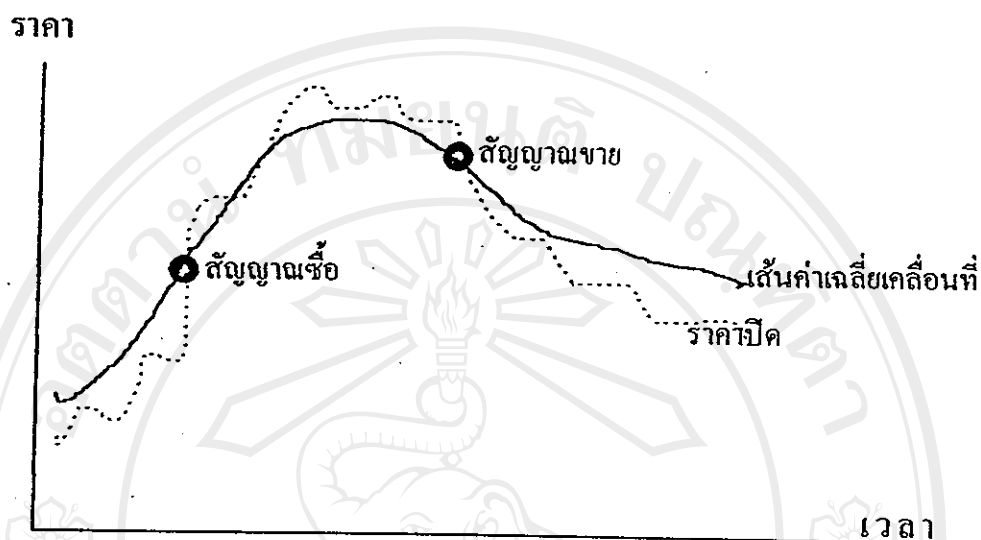 ราคา
สัญญาณขาย
สัญญาณซื้อ
เส้นค่าเฉลี่ยเคลื่อนที่
ราคาปิด
เวลา